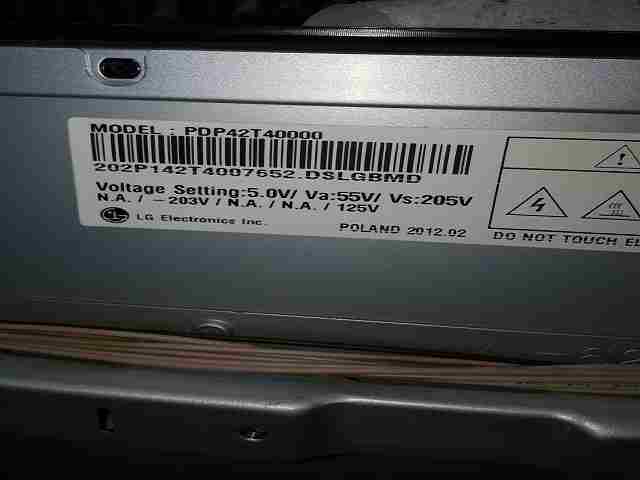 MODEL : PDP42T40000
202P142T4007652.DSLGBMD
Voltage Setting:5.0V/ Va:55V/ Vs:205V
N.A. / -203V / N.A. / N.A. / 125V
LG Electronics Inc.
POLAND 2012.02
DO NOT TOUCH